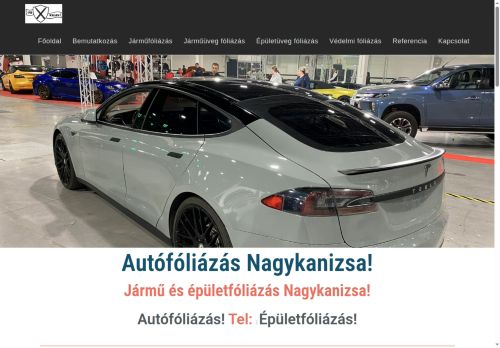 Főoldal Bemutatkozás Járműfóliázás Járműüveg fóliázás Épületüveg fóliázás Védelmi fóliázás Referencia Kapcsolat
TESLA
Autófóliázás Nagykanizsa!
Jármű és épületfóliázás Nagykanizsa!
Autófóliázás! Tel: Épületfóliázás!